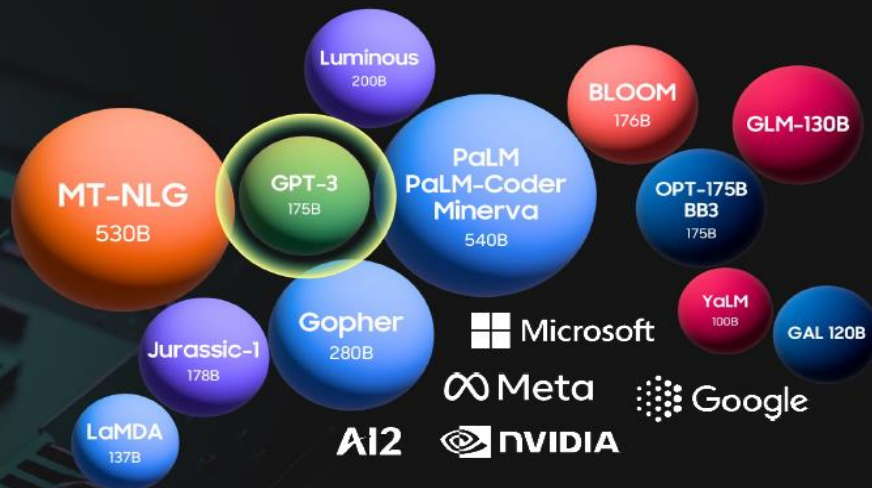 Luminous
200B
BLOOM
176B
GLM-130B
MT-NLG
530B
GPT-3
175B
PaLM
PaLM-Coder
Minerva
540B
OPT-175B
BB3
175B
Gopher
280B
YaLM
100B
GAL 120B
Jurassic-1
178B
LaMDA
137B
Microsoft
Meta
Google
AI2
NVIDIA